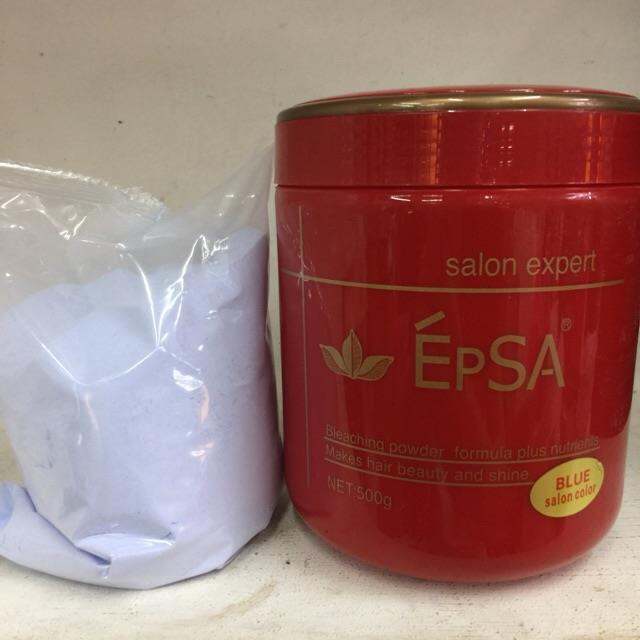 salon expert
ÉPSA®
Bleaching powder formula plus nutrients
Makes hair beauty and shine
NET:500g
BLUE
salon color